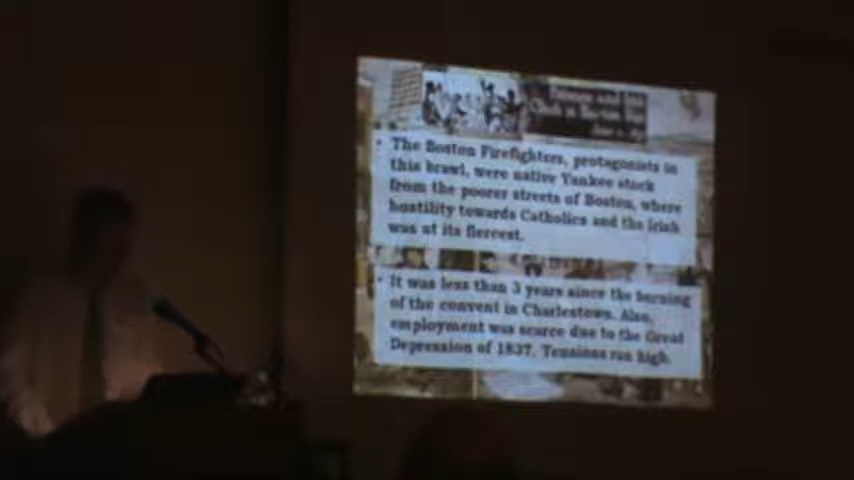 • The Boston Firefighters, protagonists in
this brawl, were native Yankee stock
from the poorer streets of Boston, where
hostility towards Catholics and the Irish
was at its fiercest.
• It was less than 3 years since the burning
of the convent in Charlestown. Also,
employment was scarce due to the Great
Depression of 1837. Tensions ran high.